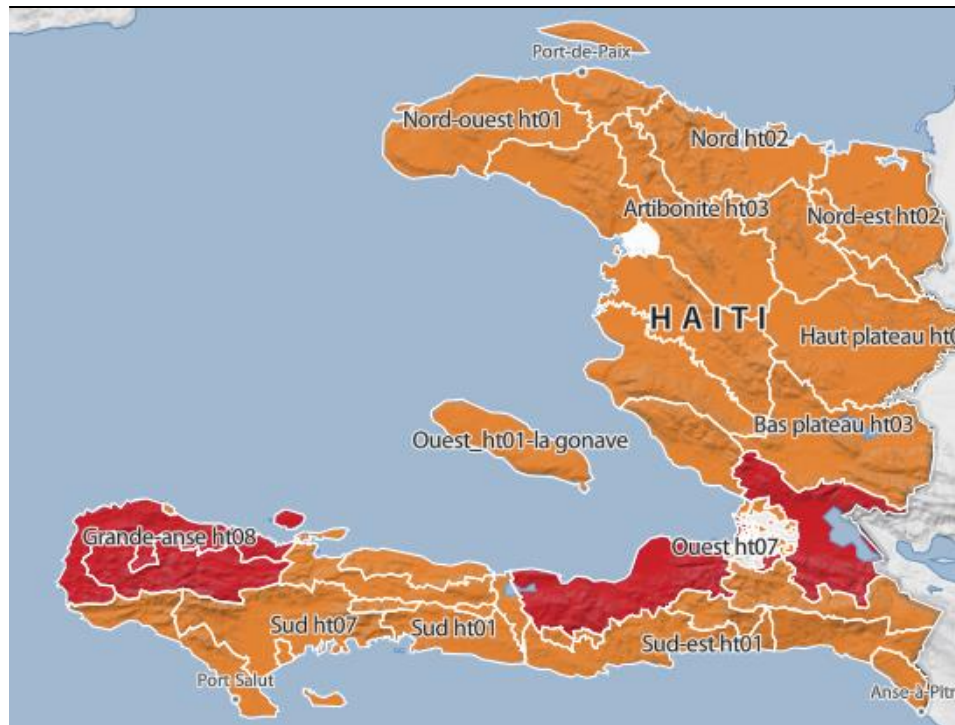 Port-de-Paix
Nord-ouest ht01
Nord ht02
Artibonite ht03
Nord-est ht02
HAITI
Haut plateau ht0
Bas plateau ht03
Ouest_ht01-la gonave
Grande-anse ht08
Ouest ht07
Sud ht07
Sud ht01
Sud-est ht01
Port Salut
Anse-à-Pitr